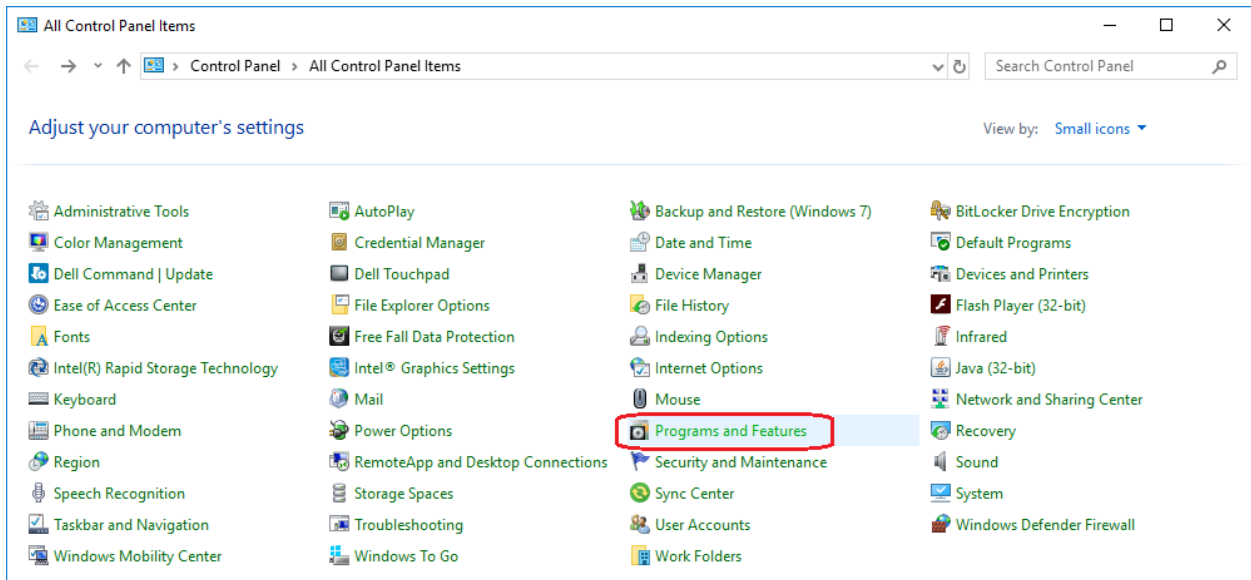 All Control Panel Items
Control Panel > All Control Panel Items
Search Control Panel
Adjust your computer's settings
View by: Small icons
Administrative Tools
AutoPlay
Backup and Restore (Windows 7)
BitLocker Drive Encryption
Color Management
Credential Manager
Date and Time
Default Programs
Dell Command | Update
Dell Touchpad
Device Manager
Devices and Printers
Ease of Access Center
File Explorer Options
File History
Flash Player (32-bit)
Fonts
Free Fall Data Protection
Indexing Options
Infrared
Intel(R) Rapid Storage Technology
Intel® Graphics Settings
Internet Options
Java (32-bit)
Keyboard
Mail
Mouse
Network and Sharing Center
Phone and Modem
Power Options
Programs and Features
Recovery
Region
RemoteApp and Desktop Connections
Security and Maintenance
Sound
Speech Recognition
Storage Spaces
Sync Center
System
Taskbar and Navigation
Troubleshooting
User Accounts
Windows Defender Firewall
Windows Mobility Center
Windows To Go
Work Folders